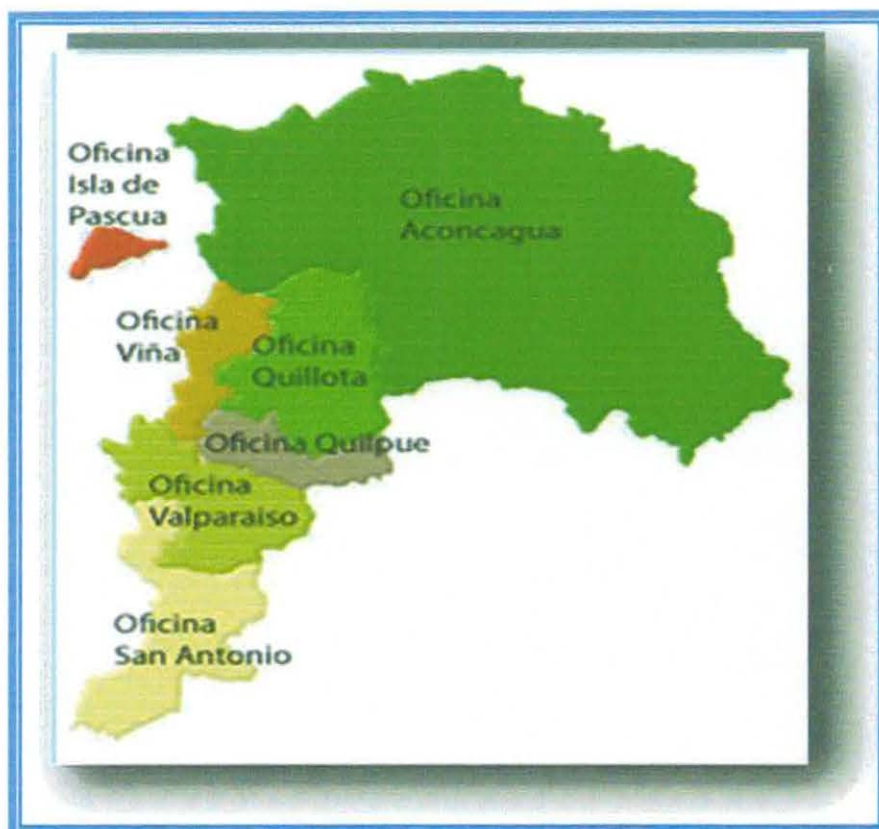 Oficina
Isla de
Pascua
Oficina
Aconcagua
Oficina
Viña
Oficina
Quillota
Oficina Quilpue
Oficina
Valparaiso
Oficina
San Antonio